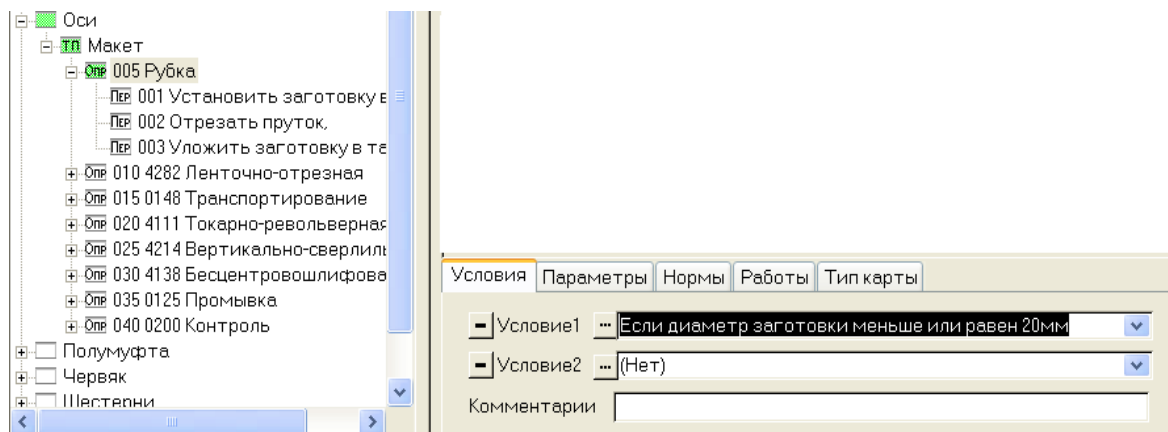 Оси
ТП Макет
Опр 005 Рубка
Пер 001 Установить заготовку в
Пер 002 Отрезать пруток,
Пер 003 Уложить заготовку в та
Опр 010 4282 Ленточно-отрезная
Опр 015 0148 Транспортирование
Опр 020 4111 Токарно-револьверная
Опр 025 4214 Вертикально-сверлиль
Опр 030 4138 Бесцентровошлифова
Опр 035 0125 Промывка
Опр 040 0200 Контроль
Полумуфта
Червяк
Шестерни
Условия Параметры Нормы Работы Тип карты
Условие1 ... Если диаметр заготовки меньше или равен 20мм
Условие2 ... (Нет)
Комментарии